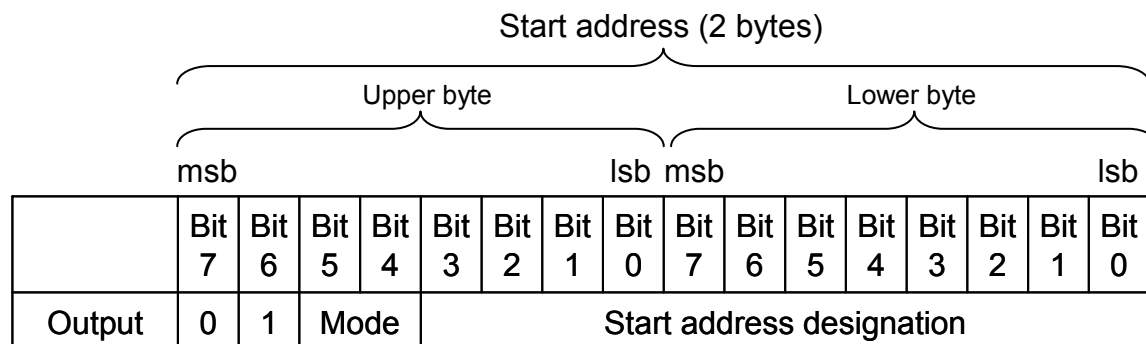 Start address (2 bytes)
Upper byte Lower byte
msb lsb msb lsb
Bit 7 Bit 6 Bit 5 Bit 4 Bit 3 Bit 2 Bit 1 Bit 0 Bit 7 Bit 6 Bit 5 Bit 4 Bit 3 Bit 2 Bit 1 Bit 0
Output 0 1 Mode Start address designation